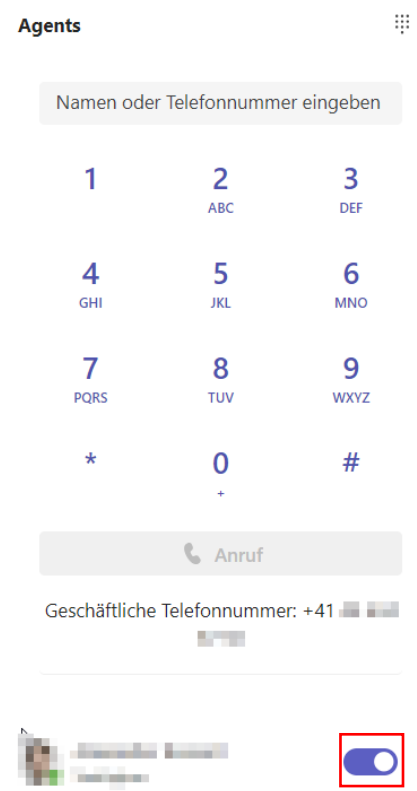 Agents
Namen oder Telefonnummer eingeben
1 2 3
ABC DEF
4 5 6
GHI JKL MNO
7 8 9
PQRS TUV WXYZ
* 0 #
+
Anruf
Geschäftliche Telefonnummer: +41